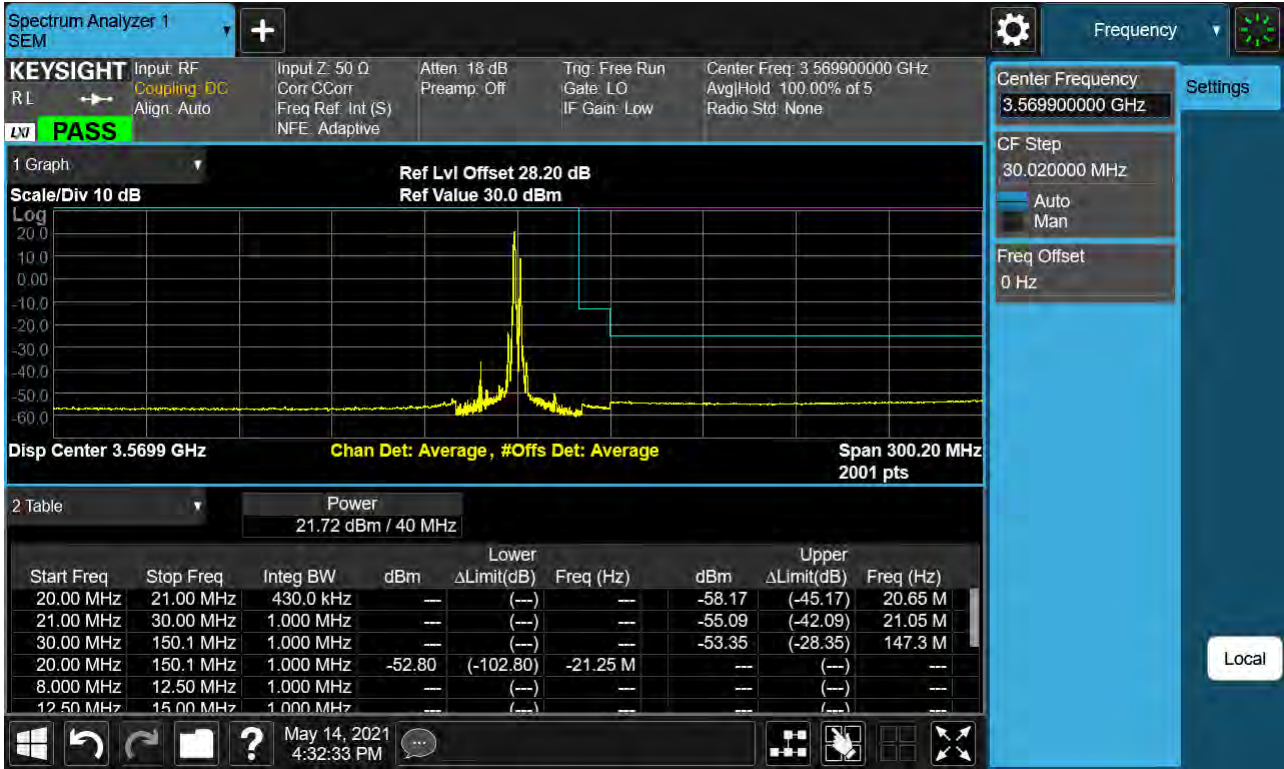 Spectrum Analyzer 1
SEM
Frequency
KEYSIGHT
RL
LXI PASS
Input: RF
Coupling: DC
Align: Auto
Input Z: 50 Ω
Corr CCorr
Freq Ref: Int (S)
NFE: Adaptive
Atten: 18 dB
Preamp: Off
Trig: Free Run
Gate: LO
IF Gain: Low
Center Freq: 3.569900000 GHz
Avg|Hold: 100.00% of 5
Radio Std: None
Center Frequency
3.569900000 GHz
Settings
CF Step
30.020000 MHz
Auto
Man
Freq Offset
0 Hz
Local
1 Graph
Scale/Div 10 dB
Ref Lvl Offset 28.20 dB
Ref Value 30.0 dBm
Log
20.0
10.0
0.00
-10.0
-20.0
-30.0
-40.0
-50.0
-60.0
Disp Center 3.5699 GHz
Chan Det: Average, #Offs Det: Average
Span 300.20 MHz
2001 pts
2 Table
Power
21.72 dBm / 40 MHz
Lower Upper
Start Freq Stop Freq Integ BW dBm ΔLimit(dB) Freq (Hz) dBm ΔLimit(dB) Freq (Hz)
20.00 MHz 21.00 MHz 430.0 kHz --- (---) --- -58.17 (-45.17) 20.65 M
21.00 MHz 30.00 MHz 1.000 MHz --- (---) --- -55.09 (-42.09) 21.05 M
30.00 MHz 150.1 MHz 1.000 MHz --- (---) --- -53.35 (-28.35) 147.3 M
20.00 MHz 150.1 MHz 1.000 MHz -52.80 (-102.80) -21.25 M --- (---) ---
8.000 MHz 12.50 MHz 1.000 MHz --- (---) --- --- (---) ---
12.50 MHz 15.00 MHz 1.000 MHz --- (---) --- --- (---) ---
?
May 14, 2021
4:32:33 PM